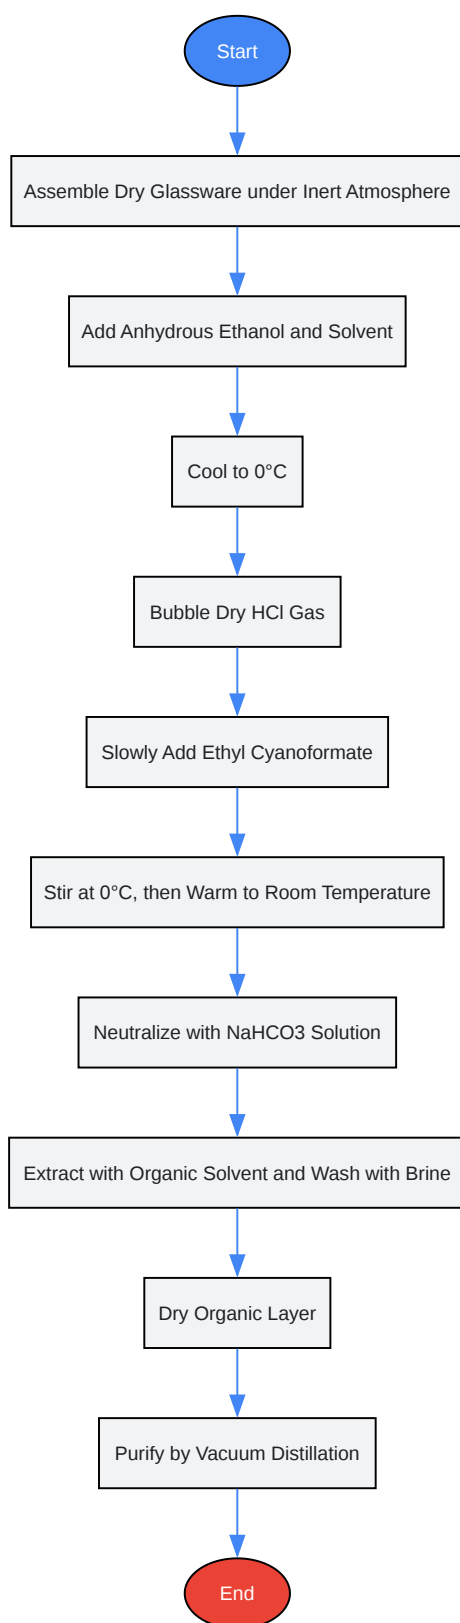 Start
Assemble Dry Glassware under Inert Atmosphere
Add Anhydrous Ethanol and Solvent
Cool to 0°C
Bubble Dry HCl Gas
Slowly Add Ethyl Cyanoformate
Stir at 0°C, then Warm to Room Temperature
Neutralize with NaHCO3 Solution
Extract with Organic Solvent and Wash with Brine
Dry Organic Layer
Purify by Vacuum Distillation
End